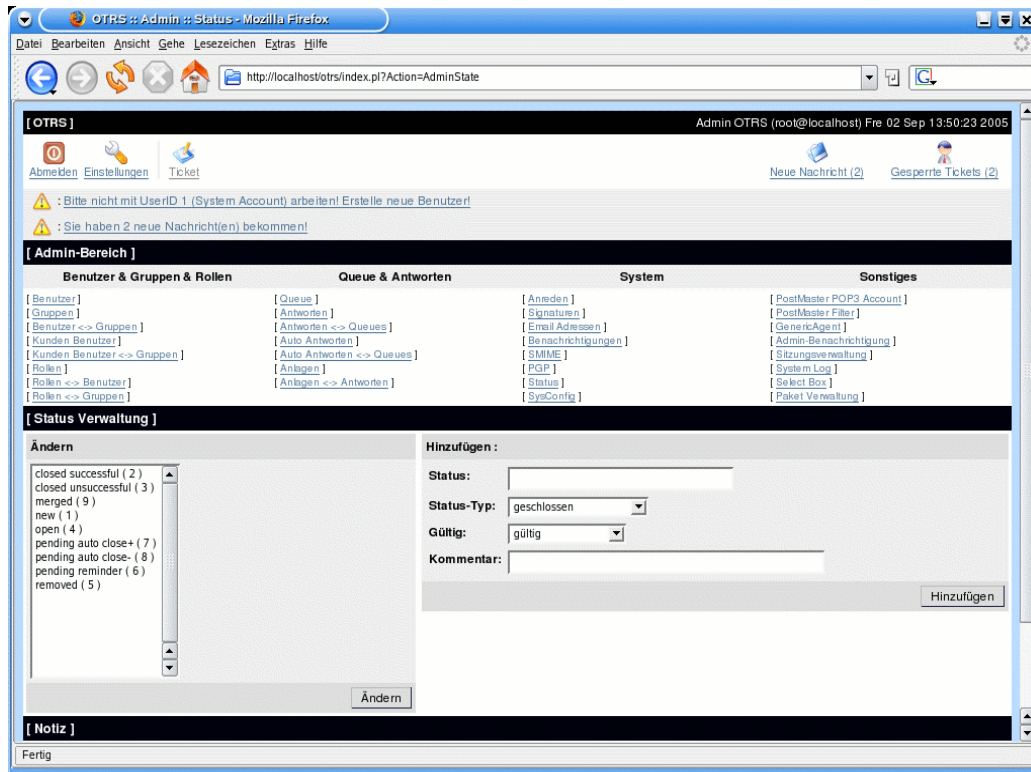 OTRS :: Admin :: Status - Mozilla Firefox
Datei Bearbeiten Ansicht Gehe Lesezeichen Extras Hilfe
http://localhost/otrs/index.pl?Action=AdminState
G
[ OTRS ] Admin OTRS (root@localhost) Fre 02 Sep 13:50:23 2005
Abmelden Einstellungen Ticket Neue Nachricht (2) Gesperrte Tickets (2)
: Bitte nicht mit UserID 1 (System Account) arbeiten! Erstelle neue Benutzer!
: Sie haben 2 neue Nachricht(en) bekommen!
[ Admin-Bereich ]
Benutzer & Gruppen & Rollen Queue & Antworten System Sonstiges
[ Benutzer ] [ Queue ] [ Anreden ] [ PostMaster POP3 Account ]
[ Gruppen ] [ Antworten ] [ Signaturen ] [ PostMaster Filter ]
[ Benutzer <-> Gruppen ] [ Antworten <-> Queues ] [ Email Adressen ] [ GenericAgent ]
[ Kunden Benutzer ] [ Auto Antworten ] [ Benachrichtigungen ] [ Admin-Benachrichtigung ]
[ Kunden Benutzer <-> Gruppen ] [ Auto Antworten <-> Queues ] [ SMIME ] [ Sitzungsverwaltung ]
[ Rollen ] [ Anlagen ] [ PGP ] [ System Log ]
[ Rollen <-> Benutzer ] [ Anlagen <-> Antworten ] [ Status ] [ Select Box ]
[ Rollen <-> Gruppen ] [ SysConfig ] [ Paket Verwaltung ]
[ Status Verwaltung ]
Ändern
closed successful ( 2 )
closed unsuccessful ( 3 )
merged ( 9 )
new ( 1 )
open ( 4 )
pending auto close+ ( 7 )
pending auto close- ( 8 )
pending reminder ( 6 )
removed ( 5 )
Ändern
Hinzufügen :
Status:
Status-Typ: geschlossen
Gültig: gültig
Kommentar:
Hinzufügen
[ Notiz ]
Fertig